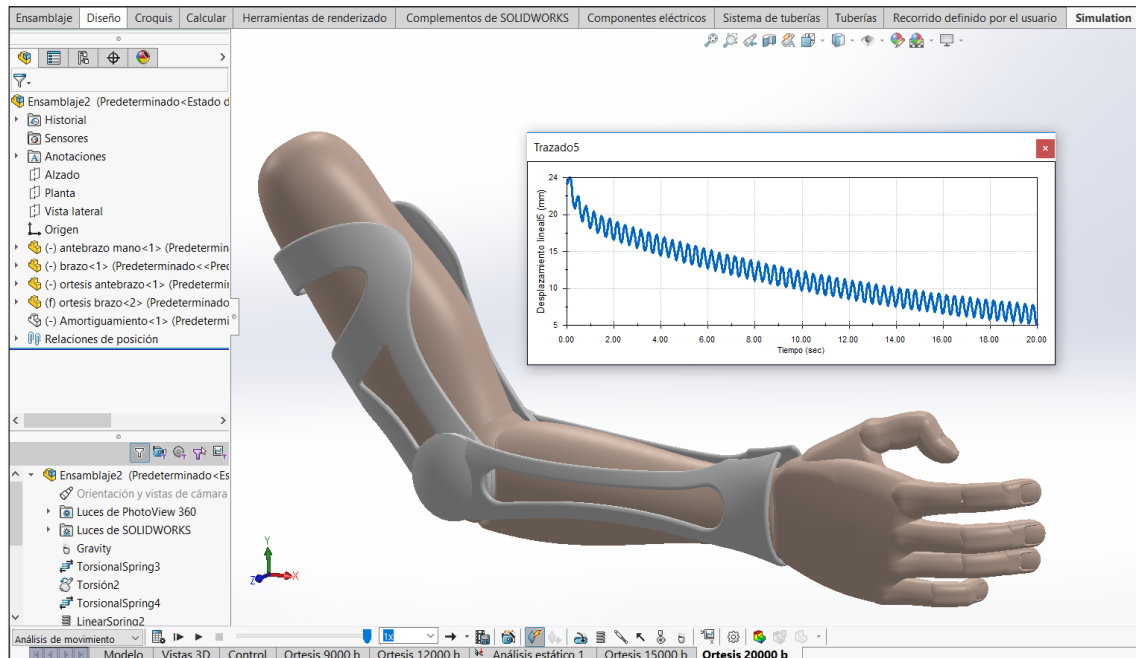 Ensamblaje Diseño Croquis Calcular Herramientas de renderizado Complementos de SOLIDWORKS Componentes eléctricos Sistema de tuberías Tuberías Recorrido definido por el usuario Simulation
Ensamblaje2 (Predeterminado<Estado d
Historial
Sensores
Anotaciones
Alzado
Planta
Vista lateral
Origen
(-) antebrazo mano<1> (Predetermin
(-) brazo<1> (Predeterminado<<Pred
(-) ortesis antebrazo<1> (Predetermi
(f) ortesis brazo<2> (Predeterminado
(-) Amortiguamiento<1> (Predetermi
Relaciones de posición
Trazado5
Desplazamiento lineal5 (mm)
24
20
15
10
5
0.00 2.00 4.00 6.00 8.00 10.00 12.00 14.00 16.00 18.00 20.00
Tiempo (sec)
Ensamblaje2 (Predeterminado<Es
Orientación y vistas de cámara
Luces de PhotoView 360
Luces de SOLIDWORKS
Gravity
TorsionalSpring3
Torsión2
TorsionalSpring4
LinearSpring2
Y
Z X
Análisis de movimiento 1x
Modelo Vistas 3D Control Ortesis 9000 b Ortesis 12000 b Análisis estático 1 Ortesis 15000 b Ortesis 20000 b